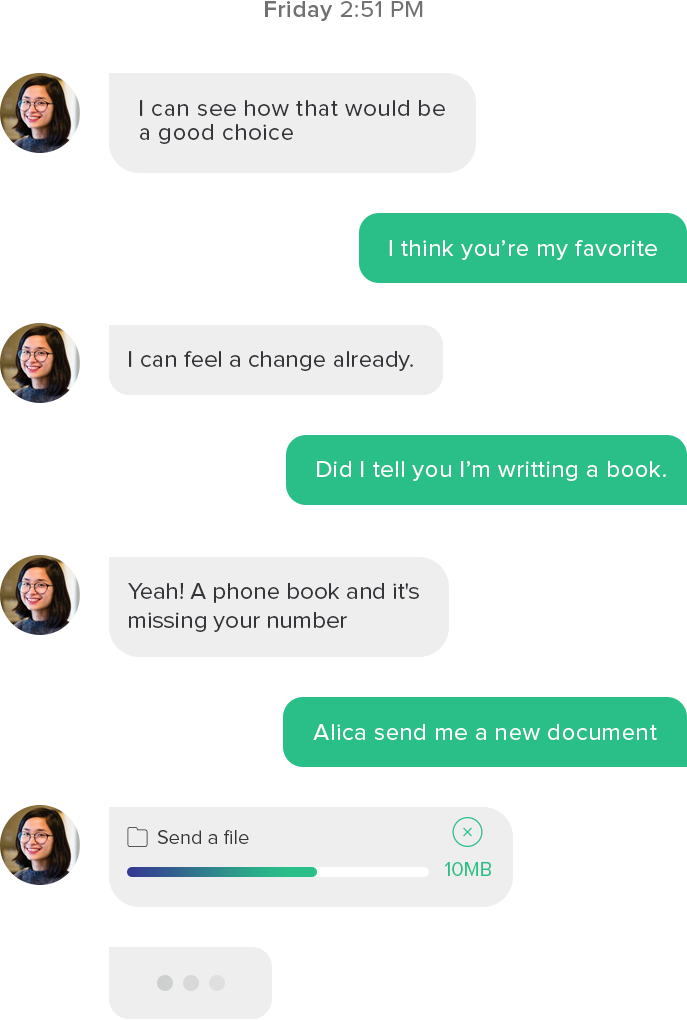 Friday 2:51 PM
I can see how that would be
a good choice
I think you’re my favorite
I can feel a change already.
Did I tell you I’m writting a book.
Yeah! A phone book and it's
missing your number
Alica send me a new document
Send a file
10MB